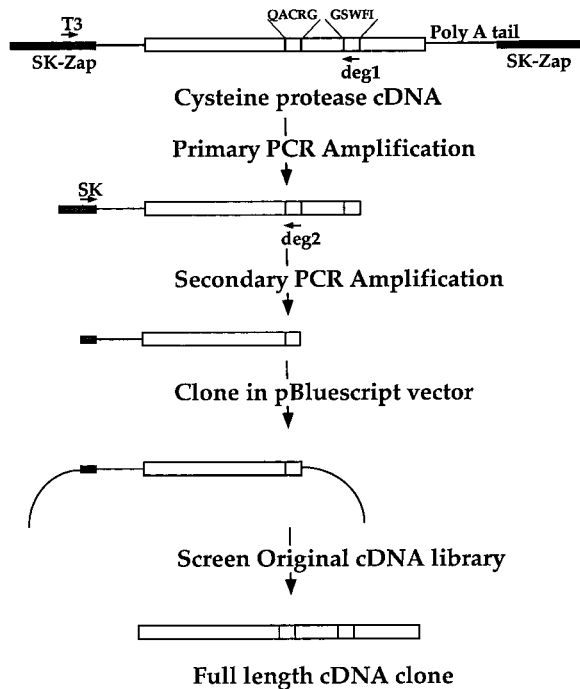 QACRG GSWFI
T3
Poly A tail
SK-Zap
deg1
SK-Zap
Cysteine protease cDNA
Primary PCR Amplification
SK
deg2
Secondary PCR Amplification
Clone in pBluescript vector
Screen Original cDNA library
Full length cDNA clone